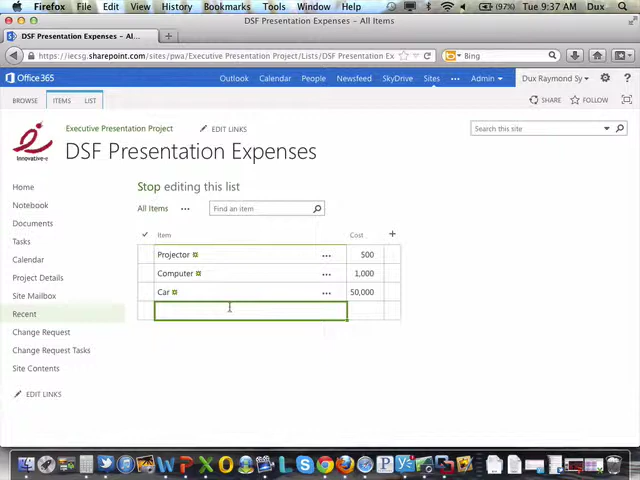 Firefox File Edit View History Bookmarks Tools Window Help (97%) Tue 9:37 AM Dux
DSF Presentation Expenses – All Items
DSF Presentation Expenses – Al...
https://iecsg.sharepoint.com/sites/pwa/Executive Presentation Project/Lists/DSF Presentation Ex
Bing
Office 365
Outlook Calendar People Newsfeed SkyDrive Sites ... Admin Dux Raymond Sy ?
BROWSE ITEMS LIST
SHARE FOLLOW
Innovative-e
Executive Presentation Project EDIT LINKS
DSF Presentation Expenses
Search this site
Home
Notebook
Documents
Tasks
Calendar
Project Details
Site Mailbox
Recent
Change Request
Change Request Tasks
Site Contents
EDIT LINKS
Stop editing this list
All Items ... Find an item
Item Cost +
Projector ... 500
Computer ... 1,000
Car ... 50,000